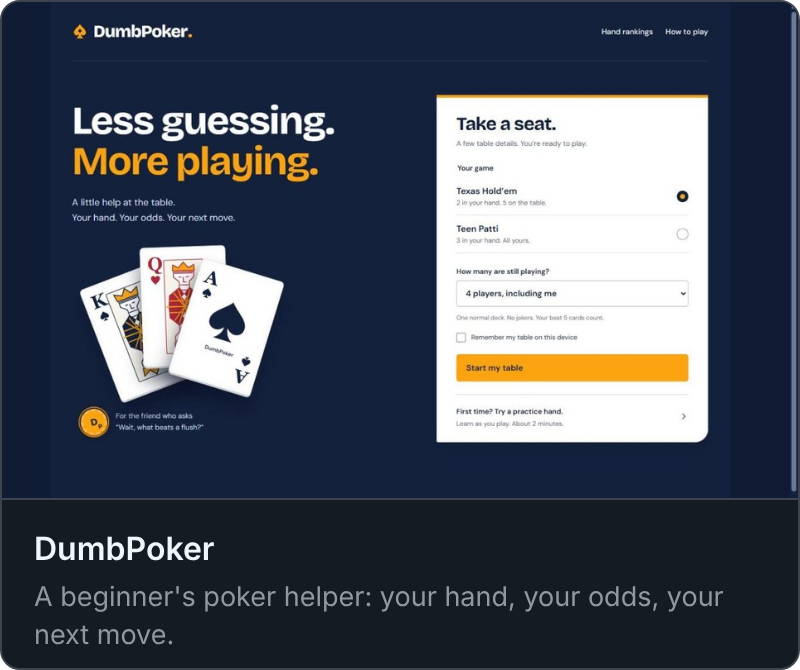 DumbPoker.
Hand rankings How to play
Less guessing.
More playing.
A little help at the table.
Your hand. Your odds. Your next move.
K
Q
A
DumbPoker
A
Dp
For the friend who asks
"Wait, what beats a flush?"
Take a seat.
A few table details. You're ready to play.
Your game
Texas Hold'em
2 in your hand. 5 on the table.
Teen Patti
3 in your hand. All yours.
How many are still playing?
4 players, including me
One normal deck. No jokers. Your best 5 cards count.
Remember my table on this device
Start my table
First time? Try a practice hand.
Learn as you play. About 2 minutes.
DumbPoker
A beginner's poker helper: your hand, your odds, your
next move.